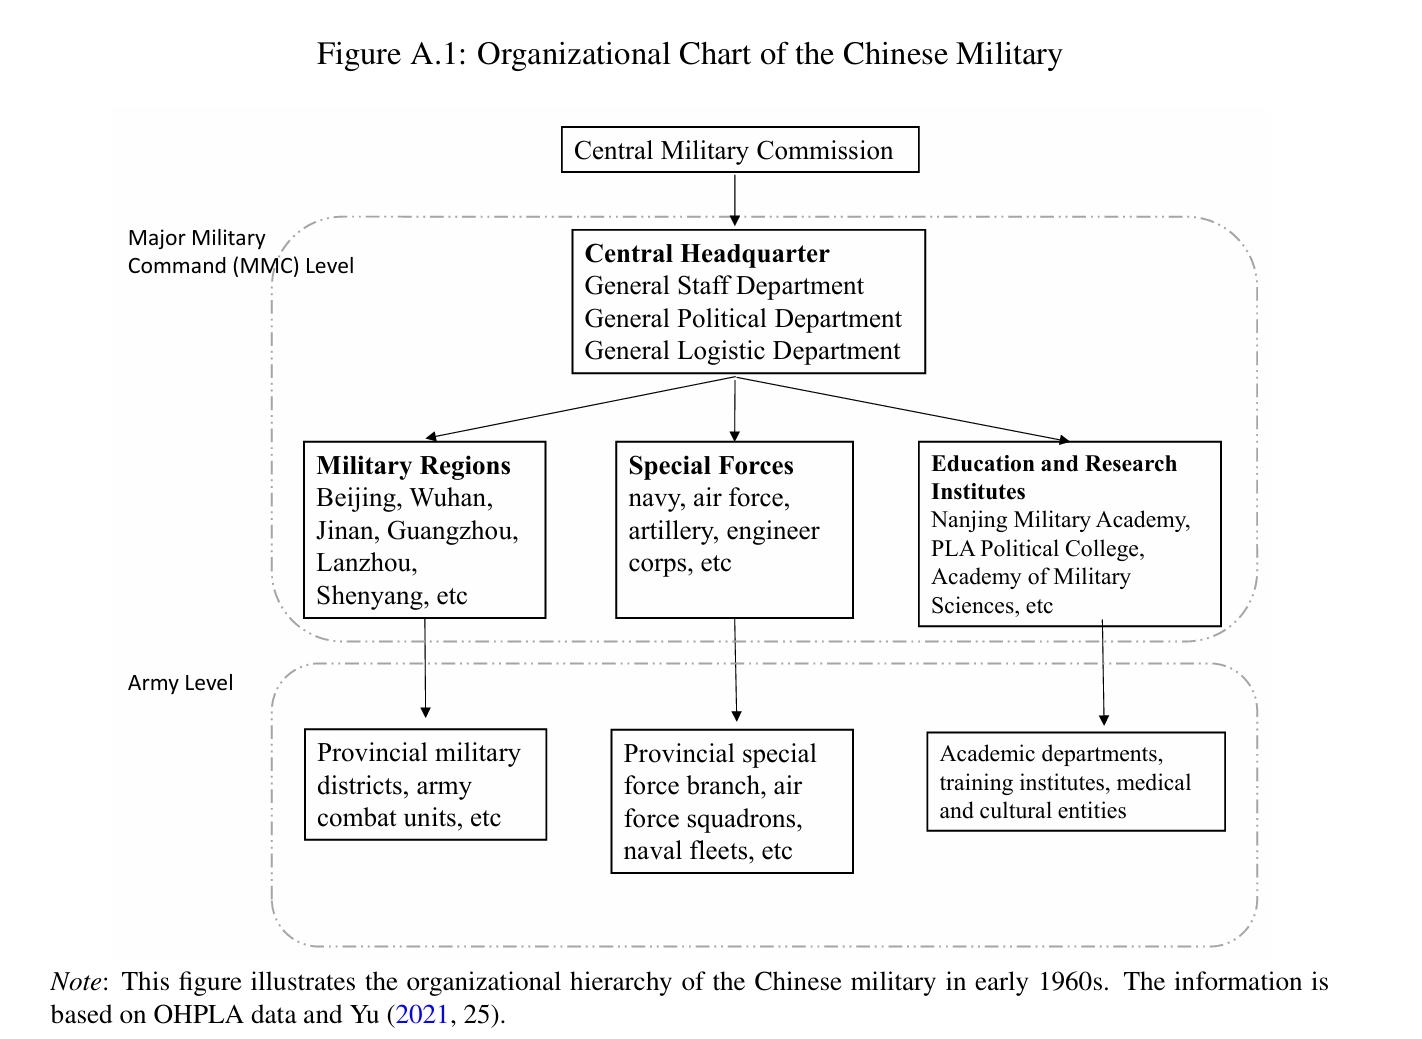 Figure A.1: Organizational Chart of the Chinese Military
Central Military Commission
Major Military
Command (MMC) Level
Central Headquarter
General Staff Department
General Political Department
General Logistic Department
Military Regions
Beijing, Wuhan,
Jinan, Guangzhou,
Lanzhou,
Shenyang, etc
Special Forces
navy, air force,
artillery, engineer
corps, etc
Education and Research
Institutes
Nanjing Military Academy,
PLA Political College,
Academy of Military
Sciences, etc
Army Level
Provincial military
districts, army
combat units, etc
Provincial special
force branch, air
force squadrons,
naval fleets, etc
Academic departments,
training institutes, medical
and cultural entities
Note: This figure illustrates the organizational hierarchy of the Chinese military in early 1960s. The information is
based on OHPLA data and Yu (2021, 25).